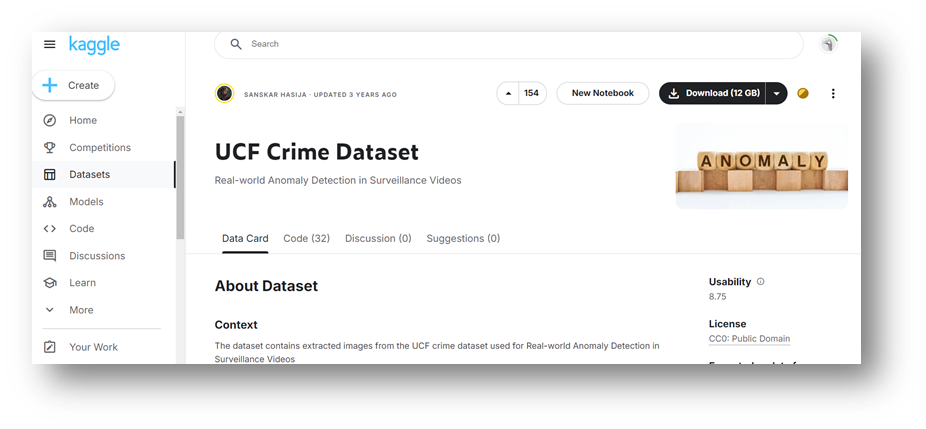 kaggle
Search
Create
Home
Competitions
Datasets
Models
Code
Discussions
Learn
More
Your Work
SANSKAR HASIJA · UPDATED 3 YEARS AGO
154
New Notebook
Download (12 GB)
UCF Crime Dataset
Real-world Anomaly Detection in Surveillance Videos
ANOMALY
Data Card Code (32) Discussion (0) Suggestions (0)
About Dataset
Context
The dataset contains extracted images from the UCF crime dataset used for Real-world Anomaly Detection in
Surveillance Videos
Usability
8.75
License
CC0: Public Domain